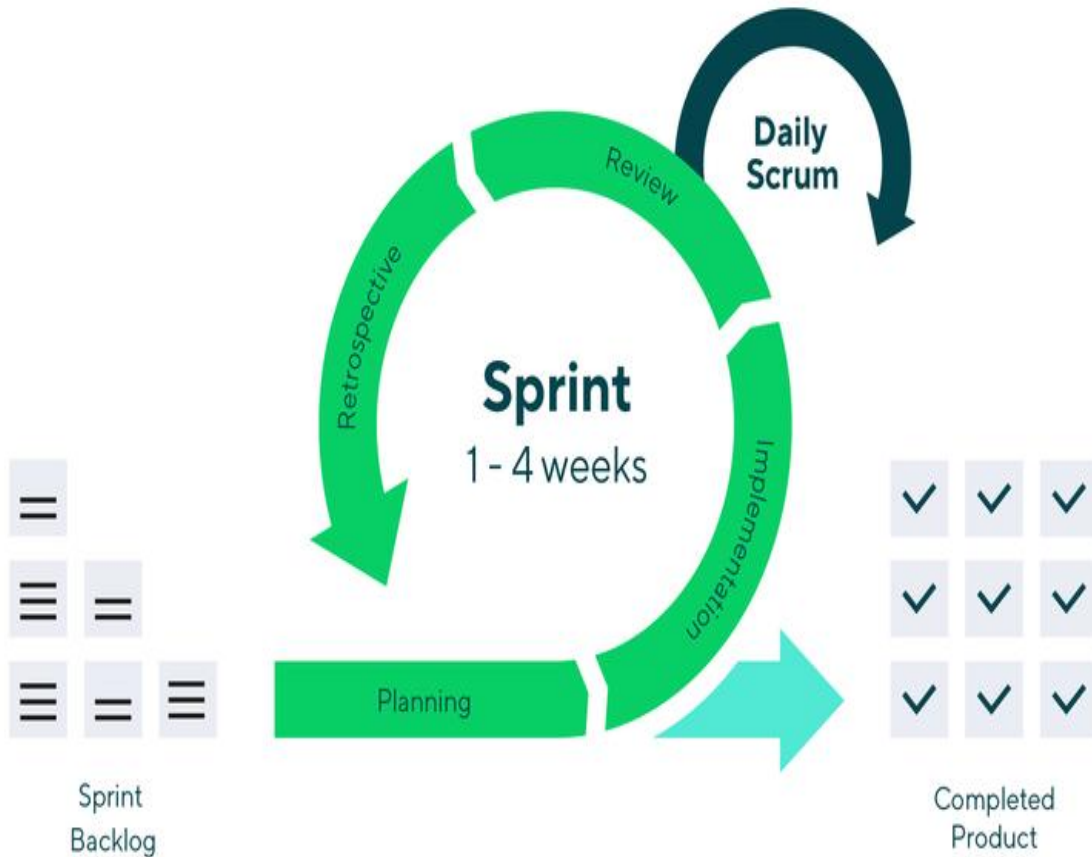 Daily
Scrum
Review
Retrospective
Sprint
1 - 4 weeks
Implementation
Planning
Sprint
Backlog
Completed
Product